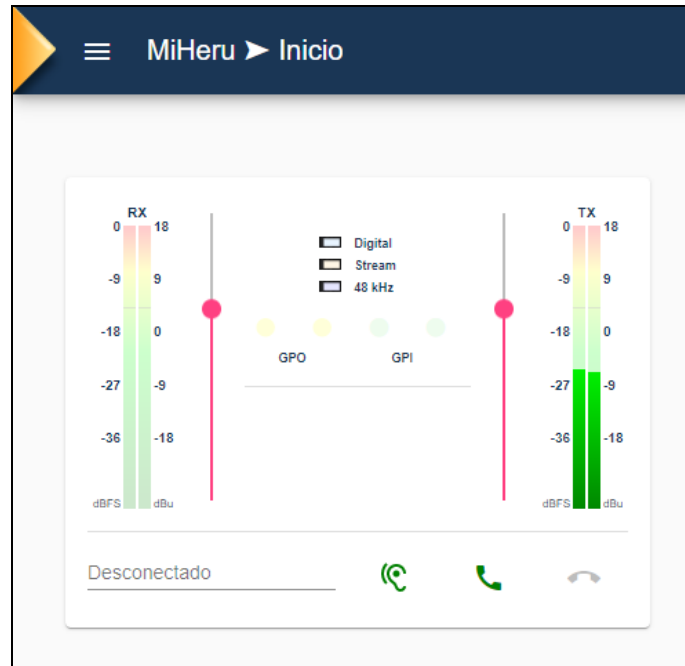 MiHeru ➤ Inicio
RX
0 18
-9 9
-18 0
-27 -9
-36 -18
dBFS dBu
Digital
Stream
48 kHz
GPO GPI
TX
0 18
-9 9
-18 0
-27 -9
-36 -18
dBFS dBu
Desconectado